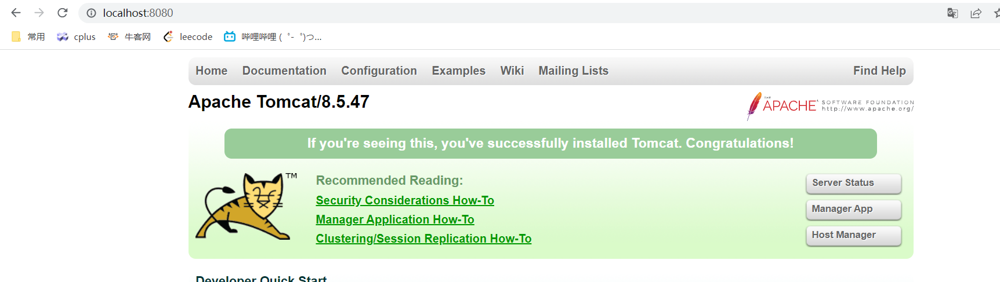 localhost:8080
常用 cplus 牛客网 leecode 哔哩哔哩 (゜-゜)つ...
Home Documentation Configuration Examples Wiki Mailing Lists Find Help
Apache Tomcat/8.5.47
THE
APACHE SOFTWARE FOUNDATION
http://www.apache.org/
If you're seeing this, you've successfully installed Tomcat. Congratulations!
TM
Recommended Reading:
Security Considerations How-To
Manager Application How-To
Clustering/Session Replication How-To
Server Status
Manager App
Host Manager
Developer Quick Start